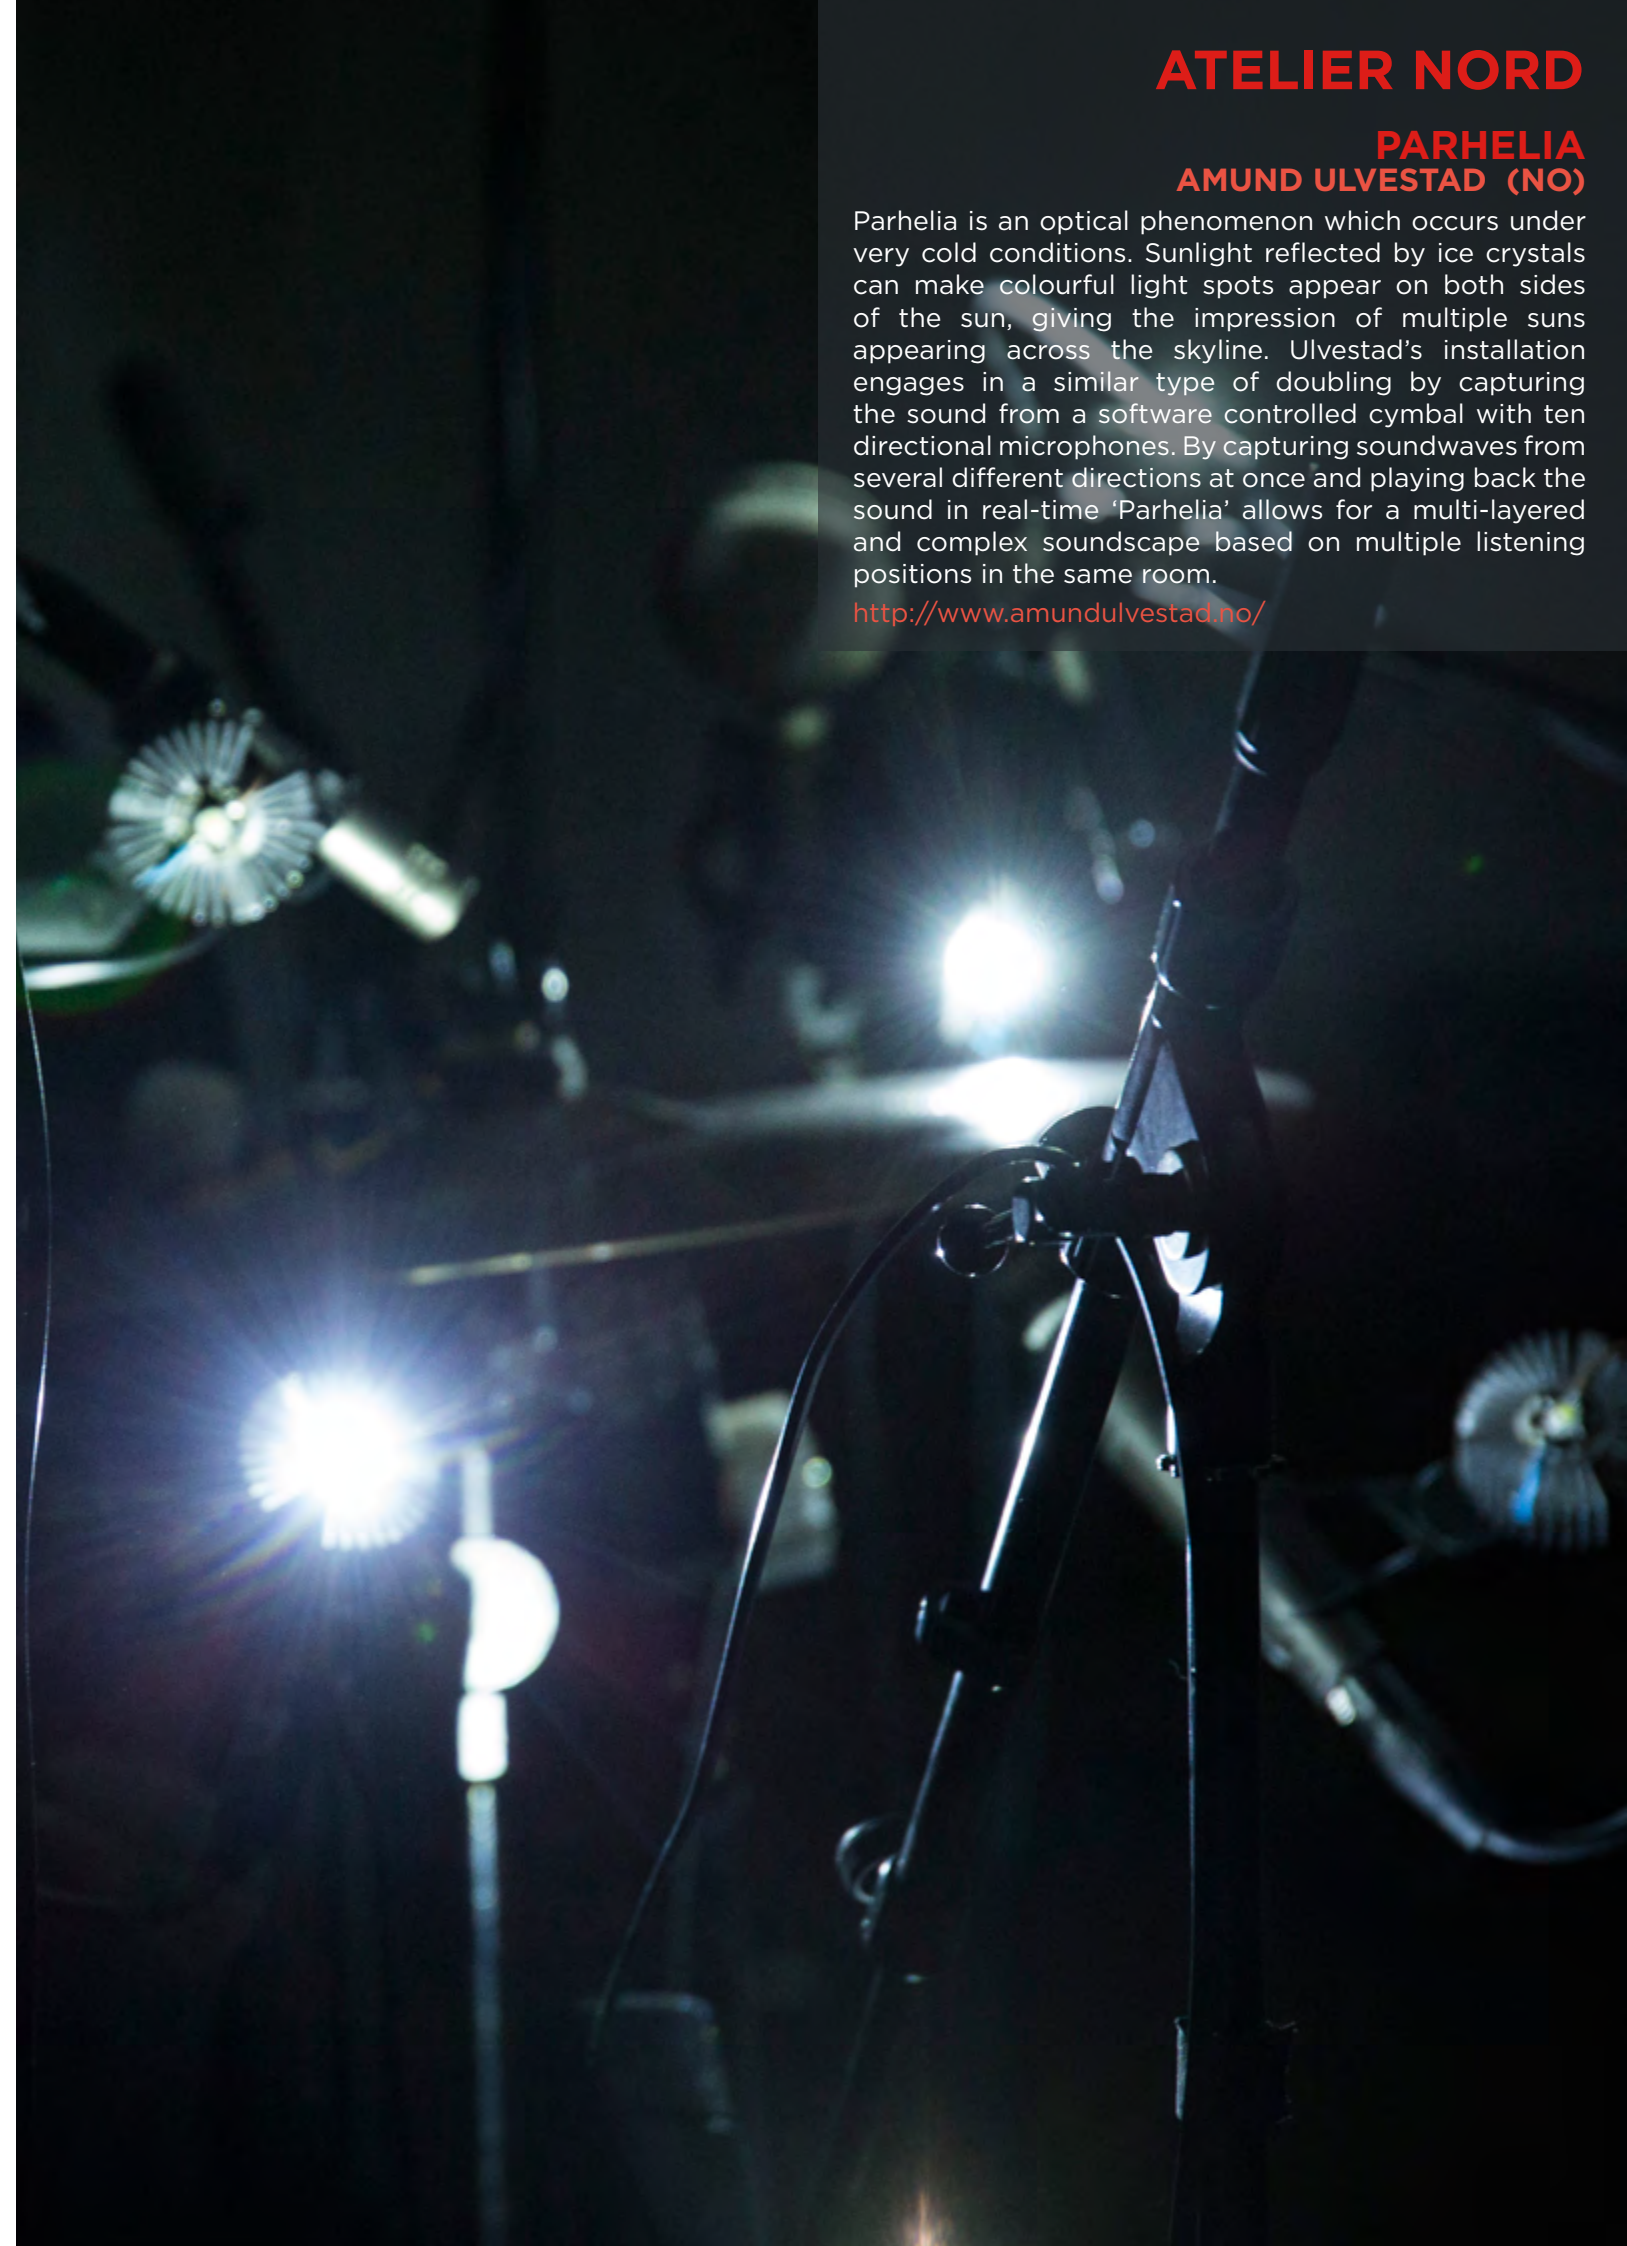 ATELIER NORD
PARHELIA
AMUND ULVESTAD (NO)
Parhelia is an optical phenomenon which occurs under
very cold conditions. Sunlight reflected by ice crystals
can make colourful light spots appear on both sides
of the sun, giving the impression of multiple suns
appearing across the skyline. Ulvestad’s installation
engages in a similar type of doubling by capturing
the sound from a software controlled cymbal with ten
directional microphones. By capturing soundwaves from
several different directions at once and playing back the
sound in real-time ‘Parhelia’ allows for a multi-layered
and complex soundscape based on multiple listening
positions in the same room.
http://www.amundulvestad.no/